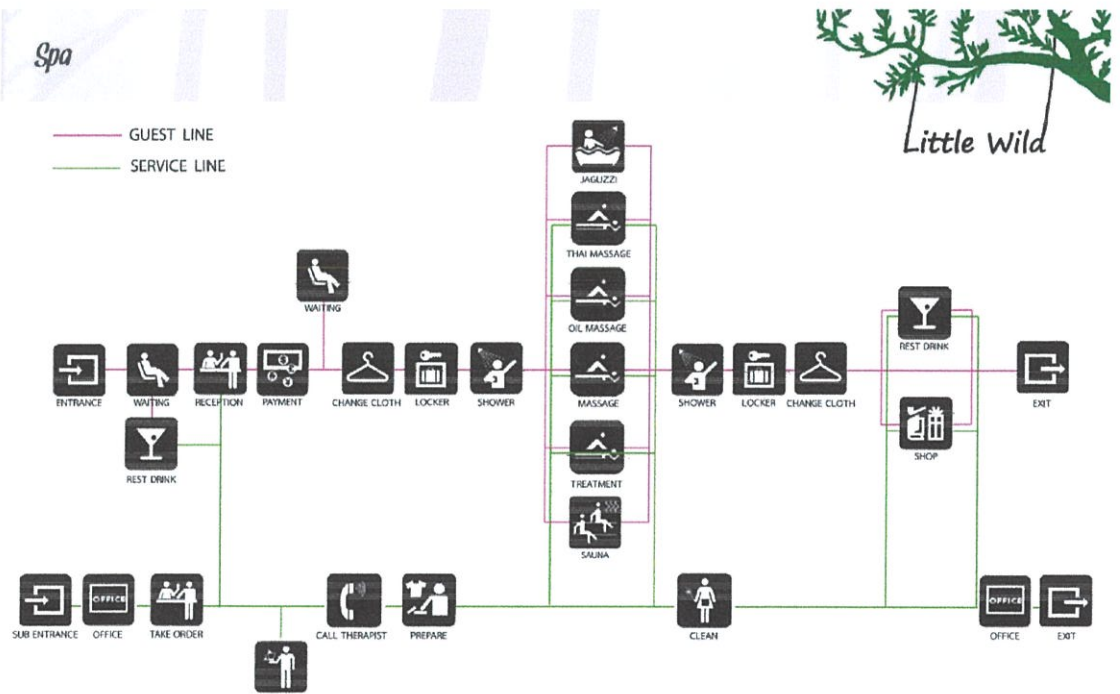 Spa
Little Wild
GUEST LINE
SERVICE LINE
JAGUZZI
THAI MASSAGE
WAITING
OIL MASSAGE
REST DRINK
ENTRANCE
WAITING
RECEPTION
PAYMENT
CHANGE CLOTH
LOCKER
SHOWER
MASSAGE
SHOWER
LOCKER
CHANGE CLOTH
EXIT
REST DRINK
TREATMENT
SHOP
SAUNA
OFFICE
OFFICE
SUB ENTRANCE
OFFICE
TAKE ORDER
CALL THERAPIST
PREPARE
CLEAN
OFFICE
EXIT